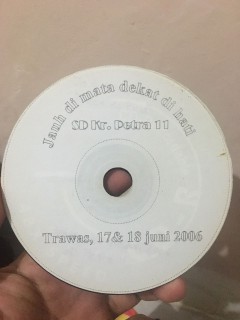 Jauh di mata dekat di hati
SD Kr. Petra 11
Trawas, 17& 18 juni 2006